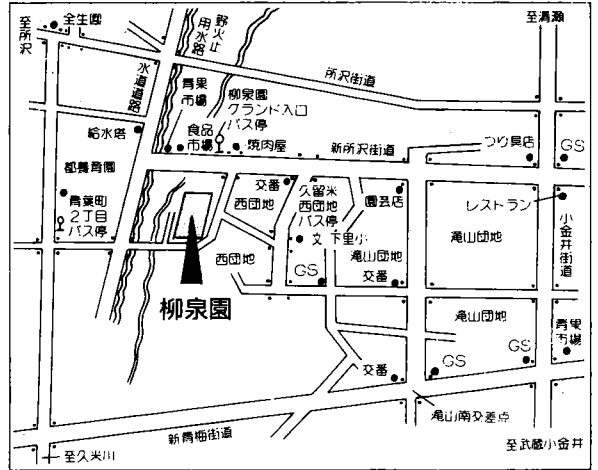 至所沢
全生園
野火止
用水路
至清瀬
水道道路
青果
市場
柳泉園
グランド入口
バス停
所沢街道
給水塔
食品
市場
焼肉屋
新所沢街道
つり具店
GS
都養育園
青葉町
2丁目
バス停
交番
西団地
久留米
西団地
バス停
園芸店
レストラン
滝山団地
小金井街道
文 下里小
滝山団地
西団地
GS
交番
柳泉園
滝山団地
青果
市場
GS
GS
交番
滝山南交差点
新青梅街道
至久米川
至武蔵小金井